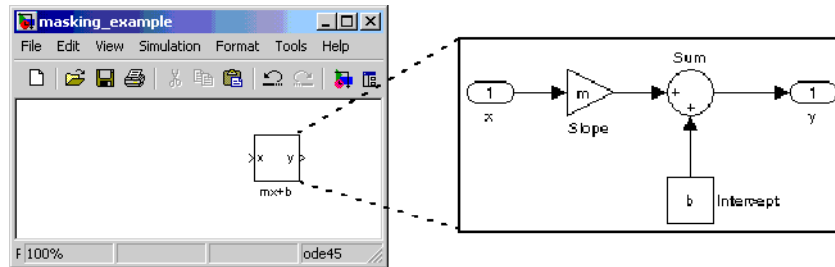 masking_example
File Edit View Simulation Format Tools Help
x y
mx+b
F 100% ode45
Sum
1 m + 1
x + y
Slope
b Intercept